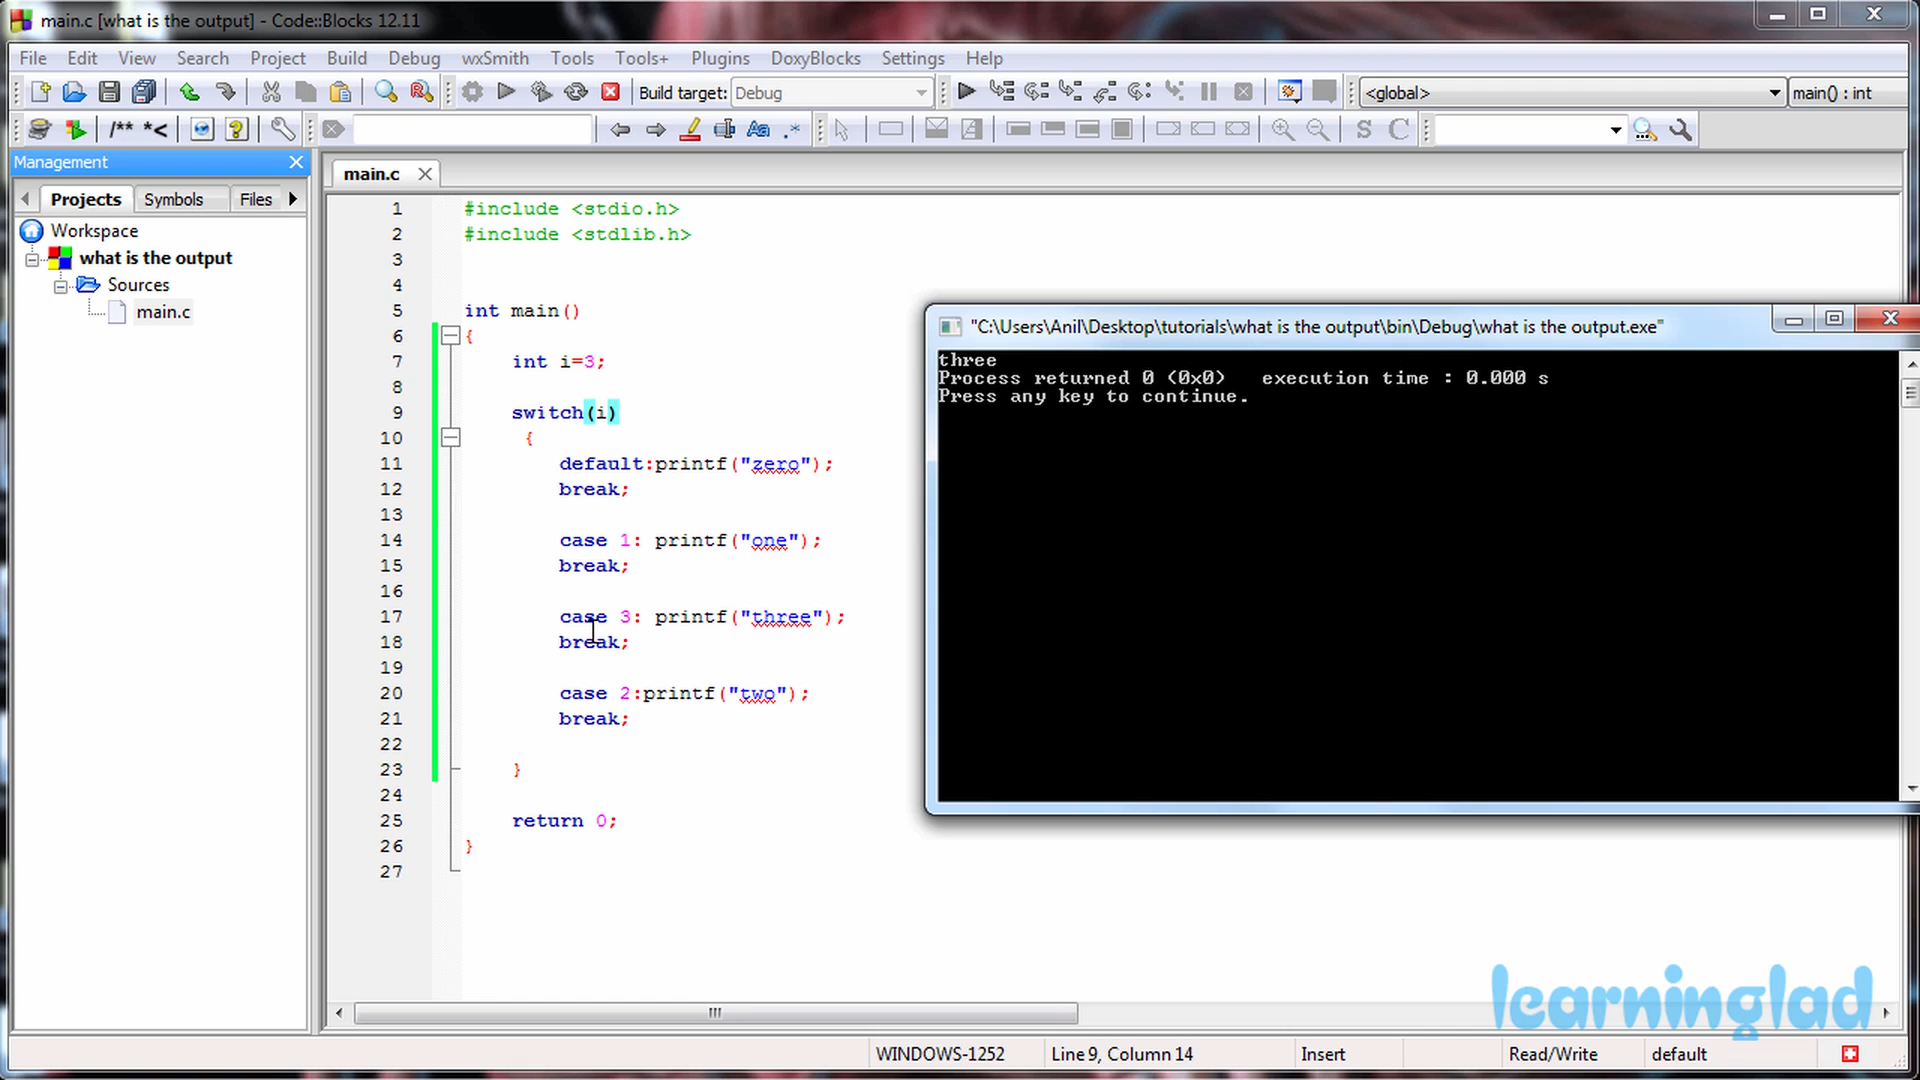 main.c [what is the output] - Code::Blocks 12.11
File Edit View Search Project Build Debug wxSmith Tools Tools+ Plugins DoxyBlocks Settings Help
Build target: Debug <global> main() : int
/** *< Aa .* S C
Management
Projects Symbols Files
Workspace
what is the output
Sources
main.c
main.c
1 #include <stdio.h>
2 #include <stdlib.h>
3
4
5 int main()
6 {
7 int i=3;
8
9 switch(i)
10 {
11 default:printf("zero");
12 break;
13
14 case 1: printf("one");
15 break;
16
17 case 3: printf("three");
18 break;
19
20 case 2:printf("two");
21 break;
22
23 }
24
25 return 0;
26 }
27
"C:\Users\Anil\Desktop\tutorials\what is the output\bin\Debug\what is the output.exe"
three
Process returned 0 (0x0) execution time : 0.000 s
Press any key to continue.
learninglad
WINDOWS-1252 Line 9, Column 14 Insert Read/Write default